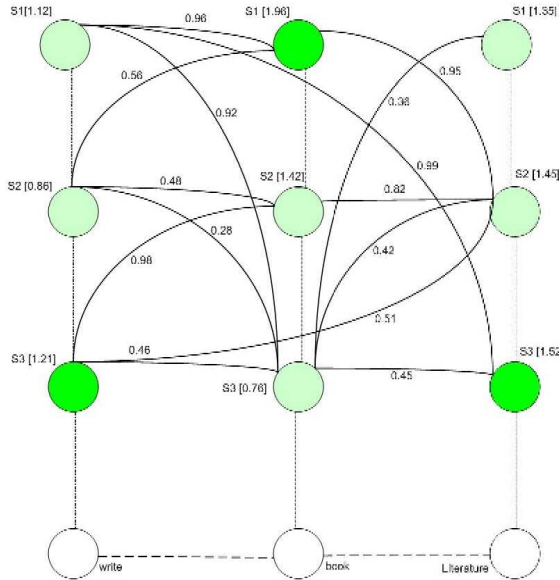 S1[1.12]
0.96
S1 [1.96]
S1 [1.35]
0.56
0.95
0.92
0.36
0.99
S2 [0.86]
0.48
S2 [1.42]
0.82
S2 [1.45]
0.28
0.42
0.98
0.51
S3 [1.21]
0.46
S3 [0.76]
0.45
S3 [1.52
write
book
Literature